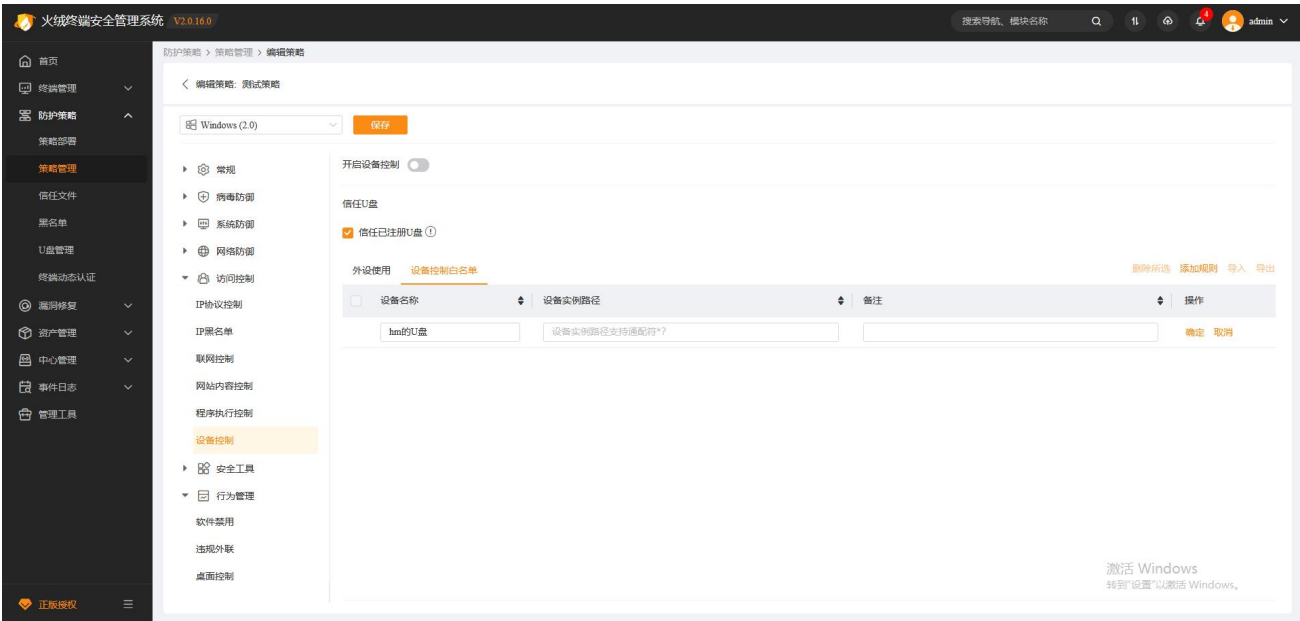 火绒终端安全管理系统 V2.0.16.0
搜索导航、模块名称
4
admin
首页
终端管理
防护策略
策略部署
策略管理
信任文件
黑名单
U盘管理
终端动态认证
漏洞修复
资产管理
中心管理
事件日志
管理工具
正版授权
防护策略 > 策略管理 > 编辑策略
编辑策略: 测试策略
Windows (2.0)
保存
常规
病毒防御
系统防御
网络防御
访问控制
IP协议控制
IP黑名单
联网控制
网站内容控制
程序执行控制
设备控制
安全工具
行为管理
软件禁用
违规外联
桌面控制
开启设备控制
信任U盘
信任已注册U盘
外设使用 设备控制白名单
删除所选 添加规则 导入 导出
设备名称 设备实例路径 备注 操作
hm的U盘 设备实例路径支持通配符*? 确定 取消
激活 Windows
转到"设置"以激活 Windows。